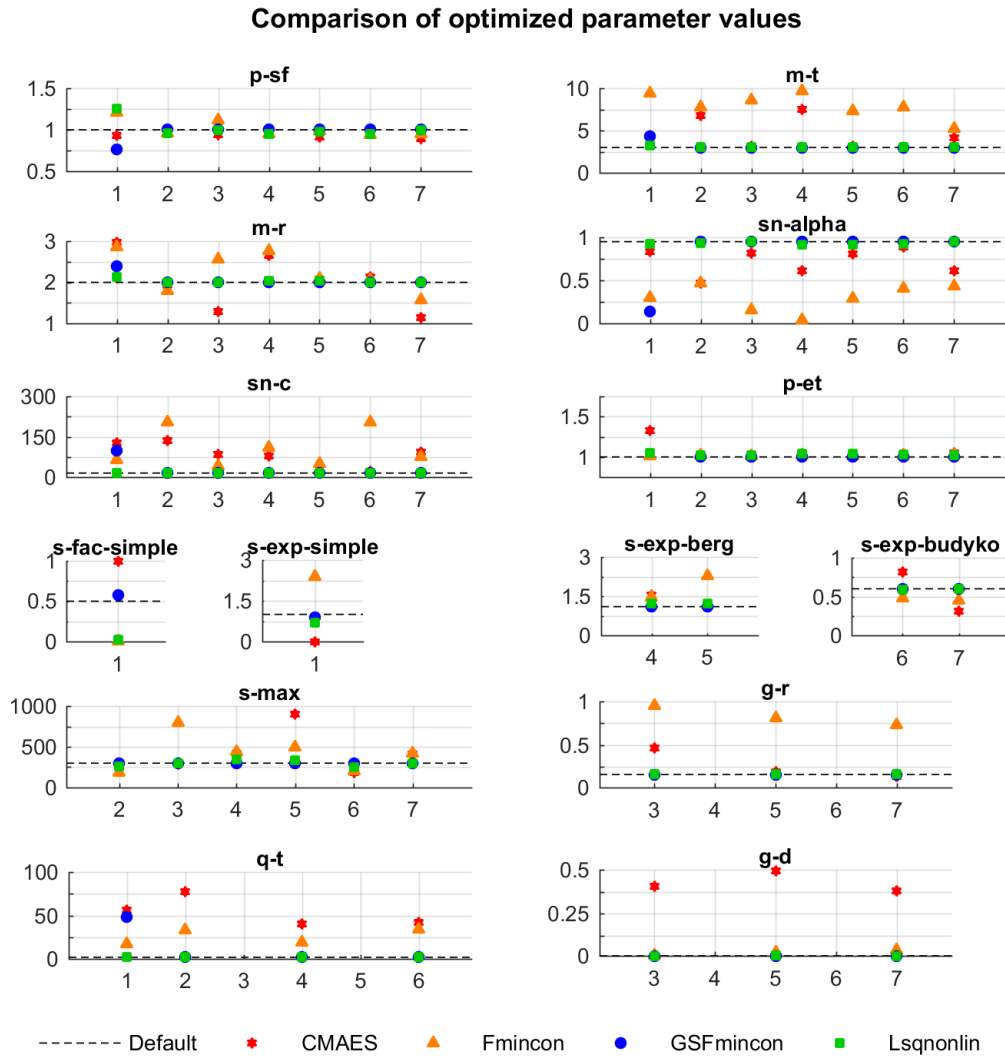 Comparison of optimized parameter values
p-sf
1.5
1
0.5
1 2 3 4 5 6 7
m-t
10
5
0
1 2 3 4 5 6 7
m-r
3
2
1
1 2 3 4 5 6 7
sn-alpha
1
0.5
0
1 2 3 4 5 6 7
sn-c
300
150
0
1 2 3 4 5 6 7
p-et
1.5
1
1 2 3 4 5 6 7
s-fac-simple
1
0.5
0
1
s-exp-simple
3
1.5
0
1
s-exp-berg
3
1.5
0
4 5
s-exp-budyko
1
0.5
0
6 7
s-max
1000
500
0
2 3 4 5 6 7
g-r
1
0.5
0
3 4 5 6 7
q-t
100
50
0
1 2 3 4 5 6
g-d
0.5
0.25
0
3 4 5 6 7
Default CMAES Fmincon GSFmincon Lsqnonlin